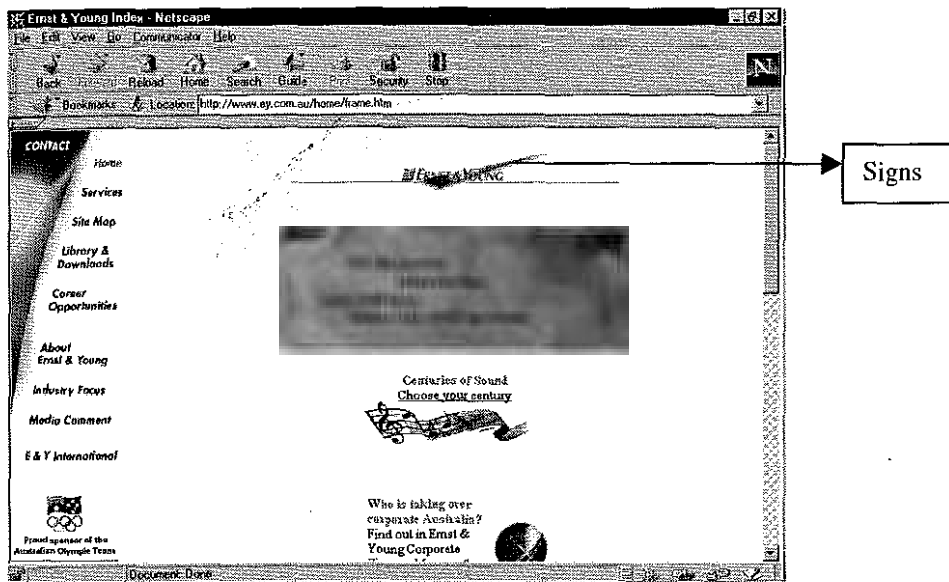 Ernst & Young Index - Netscape
File Edit View Go Communicator Help
Back Reload Home Search Guide Security Stop
N
Bookmarks Location: http://www.ey.com.au/home/frame.htm
CONTACT
Home
Services
Site Map
Library &
Downloads
Career
Opportunities
About
Ernst & Young
Industry Focus
Media Comment
E & Y International
Proud sponsor of the
Australian Olympic Team
ERNST & YOUNG
Centuries of Sound
Choose your century
Who is taking over
corporate Australia?
Find out in Ernst &
Young Corporate
Document: Done
Signs